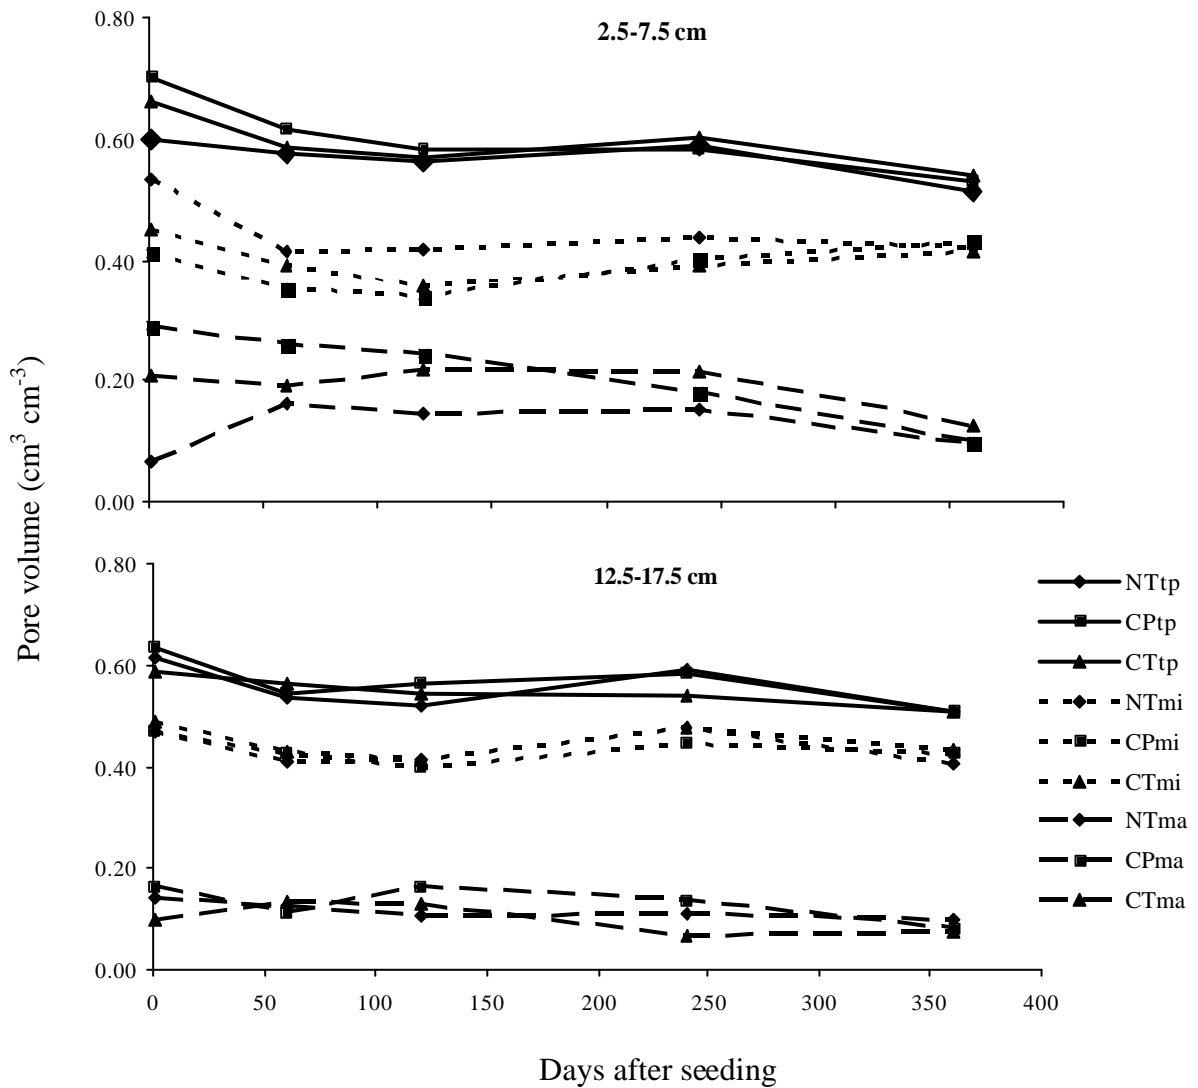 0.80
2.5-7.5 cm
0.60
0.40
0.20
0.00
Pore volume (cm³ cm⁻³)
0.80
12.5-17.5 cm
0.60
0.40
0.20
0.00
NTtp
CPtp
CTtp
NTmi
CPmi
CTmi
NTma
CPma
CTma
0 50 100 150 200 250 300 350 400
Days after seeding